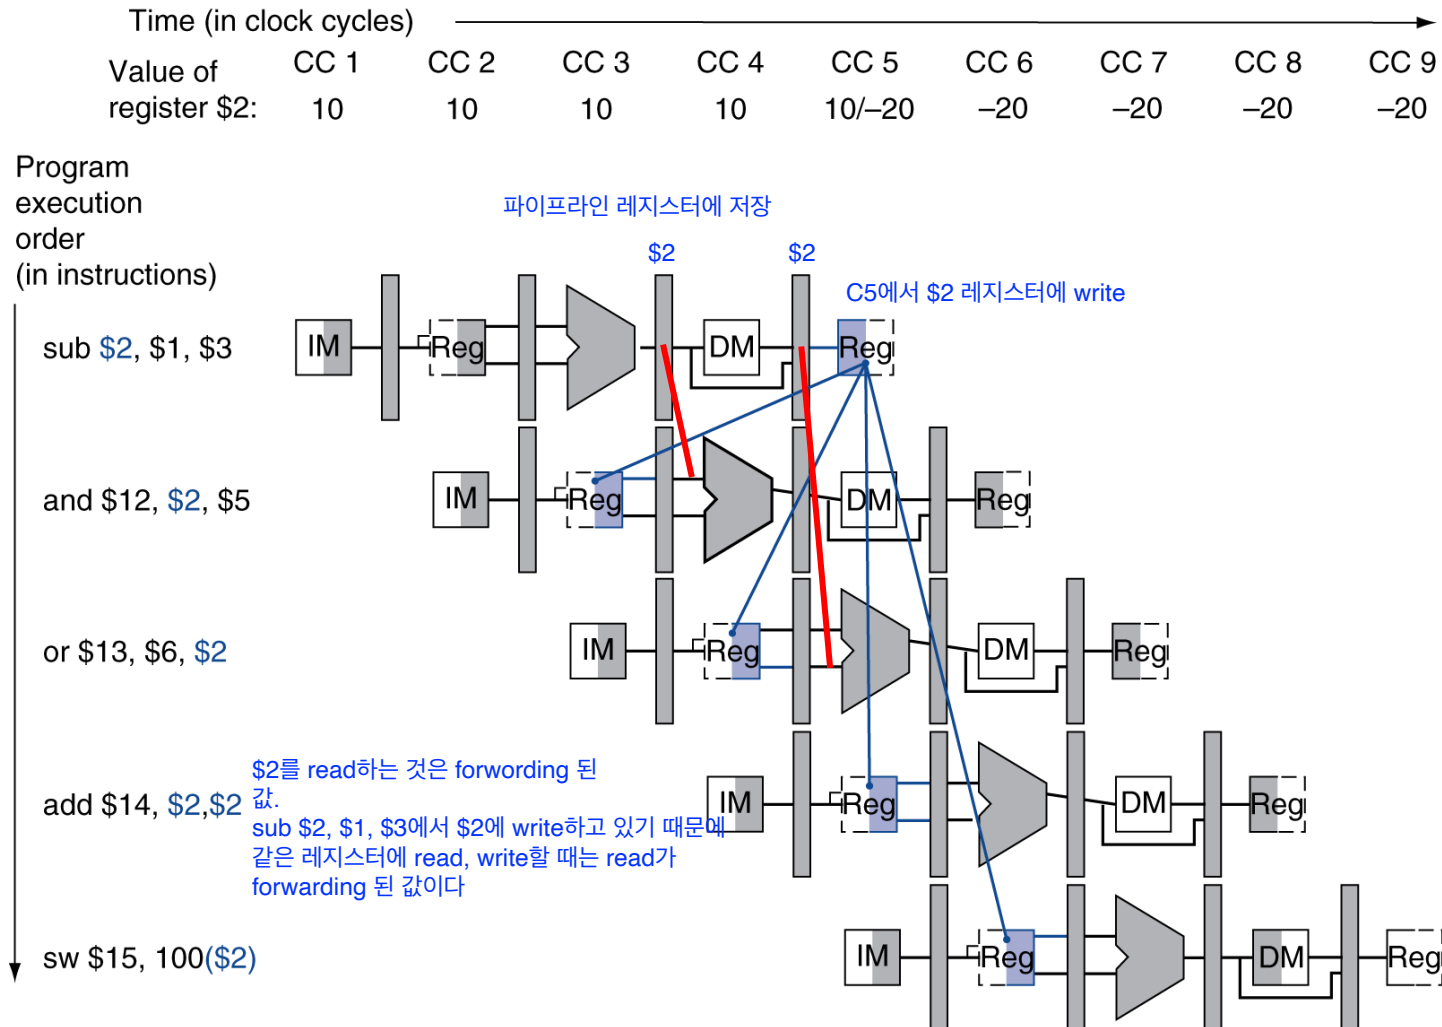 Time (in clock cycles)
Value of register $2:
CC 1 CC 2 CC 3 CC 4 CC 5 CC 6 CC 7 CC 8 CC 9
10 10 10 10 10/–20 –20 –20 –20 –20
Program
execution
order
(in instructions)
파이프라인 레지스터에 저장
$2 $2
C5에서 $2 레지스터에 write
sub $2, $1, $3
IM Reg DM Reg
and $12, $2, $5
IM Reg DM Reg
or $13, $6, $2
IM Reg DM Reg
$2를 read하는 것은 forwording 된
값.
sub $2, $1, $3에서 $2에 write하고 있기 때문에
같은 레지스터에 read, write할 때는 read가
forwarding 된 값이다
add $14, $2,$2
IM Reg DM Reg
sw $15, 100($2)
IM Reg DM Reg